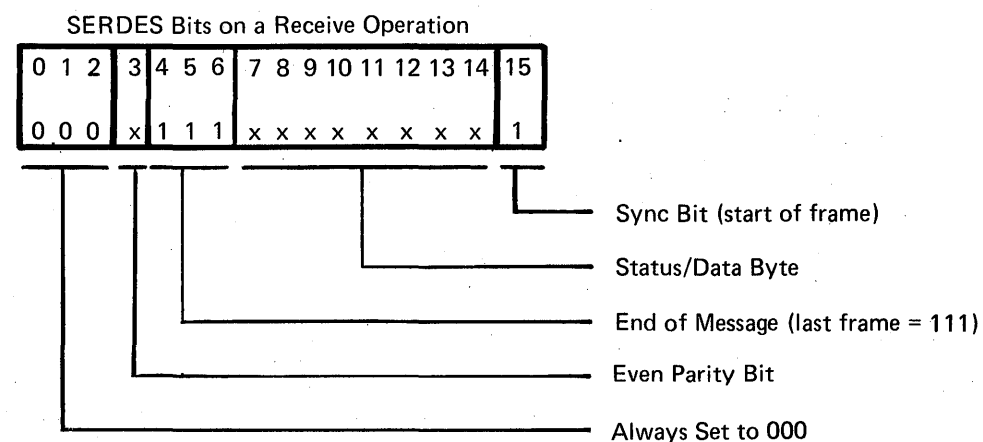 SERDES Bits on a Receive Operation
0 1 2 3 4 5 6 7 8 9 10 11 12 13 14 15
0 0 0 x 1 1 1 x x x x x x x x 1
Sync Bit (start of frame)
Status/Data Byte
End of Message (last frame = 111)
Even Parity Bit
Always Set to 000